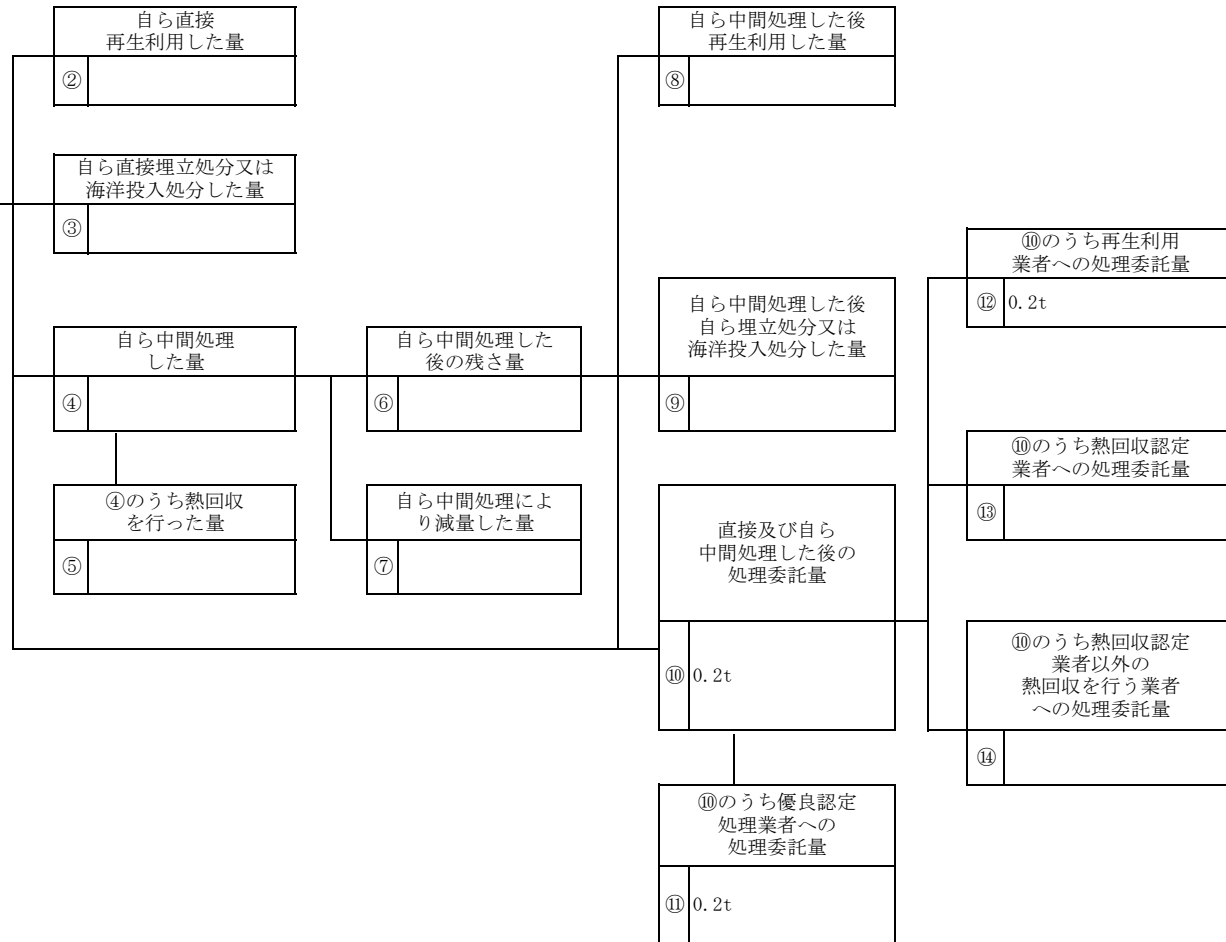 自ら直接
再生利用した量
②
自ら直接埋立処分又は
海洋投入処分した量
③
自ら中間処理
した量
④
④のうち熱回収
を行った量
⑤
自ら中間処理した
後の残さ量
⑥
自ら中間処理によ
り減量した量
⑦
自ら中間処理した後
再生利用した量
⑧
自ら中間処理した後
自ら埋立処分又は
海洋投入処分した量
⑨
直接及び自ら
中間処理した後の
処理委託量
⑩ 0.2t
⑩のうち優良認定
処理業者への
処理委託量
⑪ 0.2t
⑩のうち再生利用
業者への処理委託量
⑫ 0.2t
⑩のうち熱回収認定
業者への処理委託量
⑬
⑩のうち熱回収認定
業者以外の
熱回収を行う業者
への処理委託量
⑭